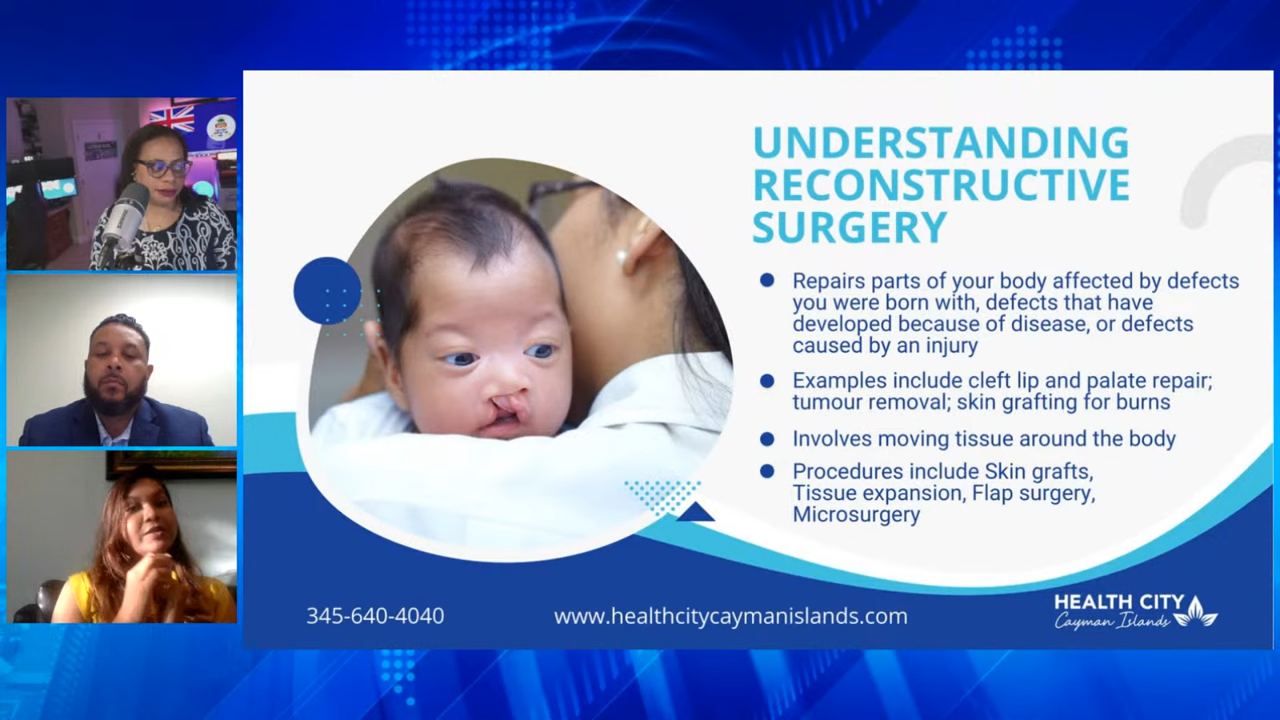 UNDERSTANDING
RECONSTRUCTIVE
SURGERY
Repairs parts of your body affected by defects
you were born with, defects that have
developed because of disease, or defects
caused by an injury
Examples include cleft lip and palate repair;
tumour removal; skin grafting for burns
Involves moving tissue around the body
Procedures include Skin grafts,
Tissue expansion, Flap surgery,
Microsurgery
345-640-4040
www.healthcitycaymanislands.com
HEALTH CITY
Cayman Islands